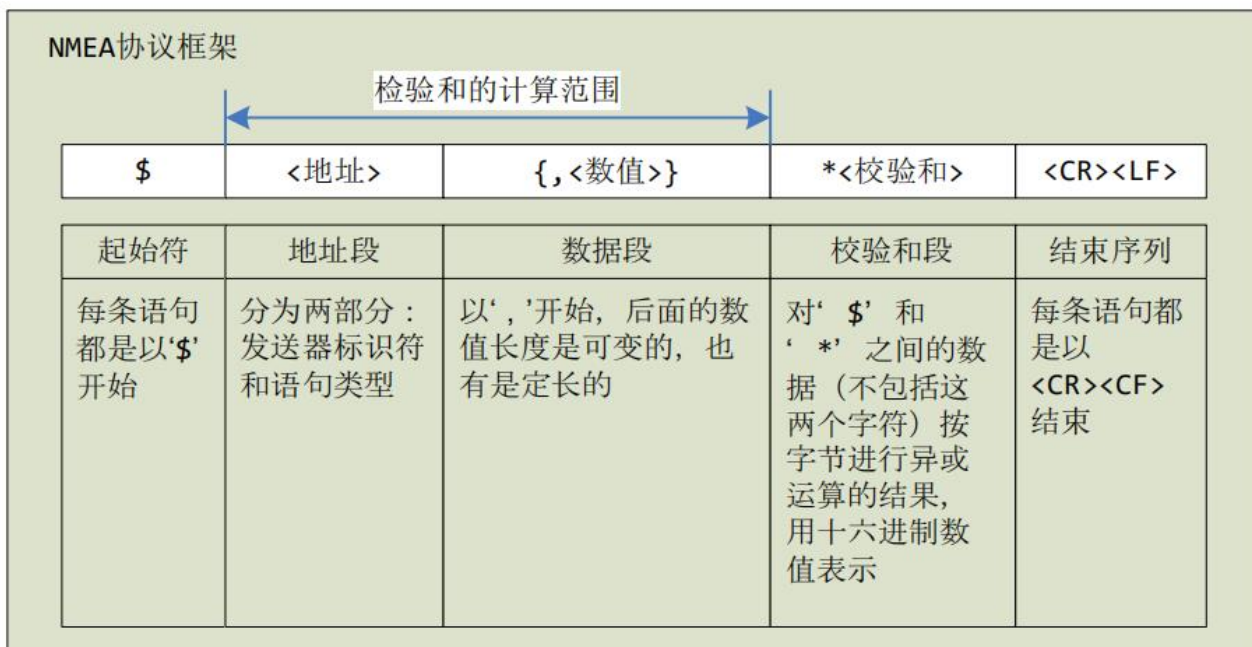 NMEA协议框架
检验和的计算范围
$ <地址> {,<数值>} *<校验和> <CR><LF>
起始符 地址段 数据段 校验和段 结束序列
每条语句
都是以‘$’
开始
分为两部分：
发送器标识符
和语句类型
以‘,’开始，后面的数
值长度是可变的，也
有是定长的
对‘$’和
‘*’之间的数
据（不包括这
两个字符）按
字节进行异或
运算的结果，
用十六进制数
值表示
每条语句都
是以
<CR><CF>
结束